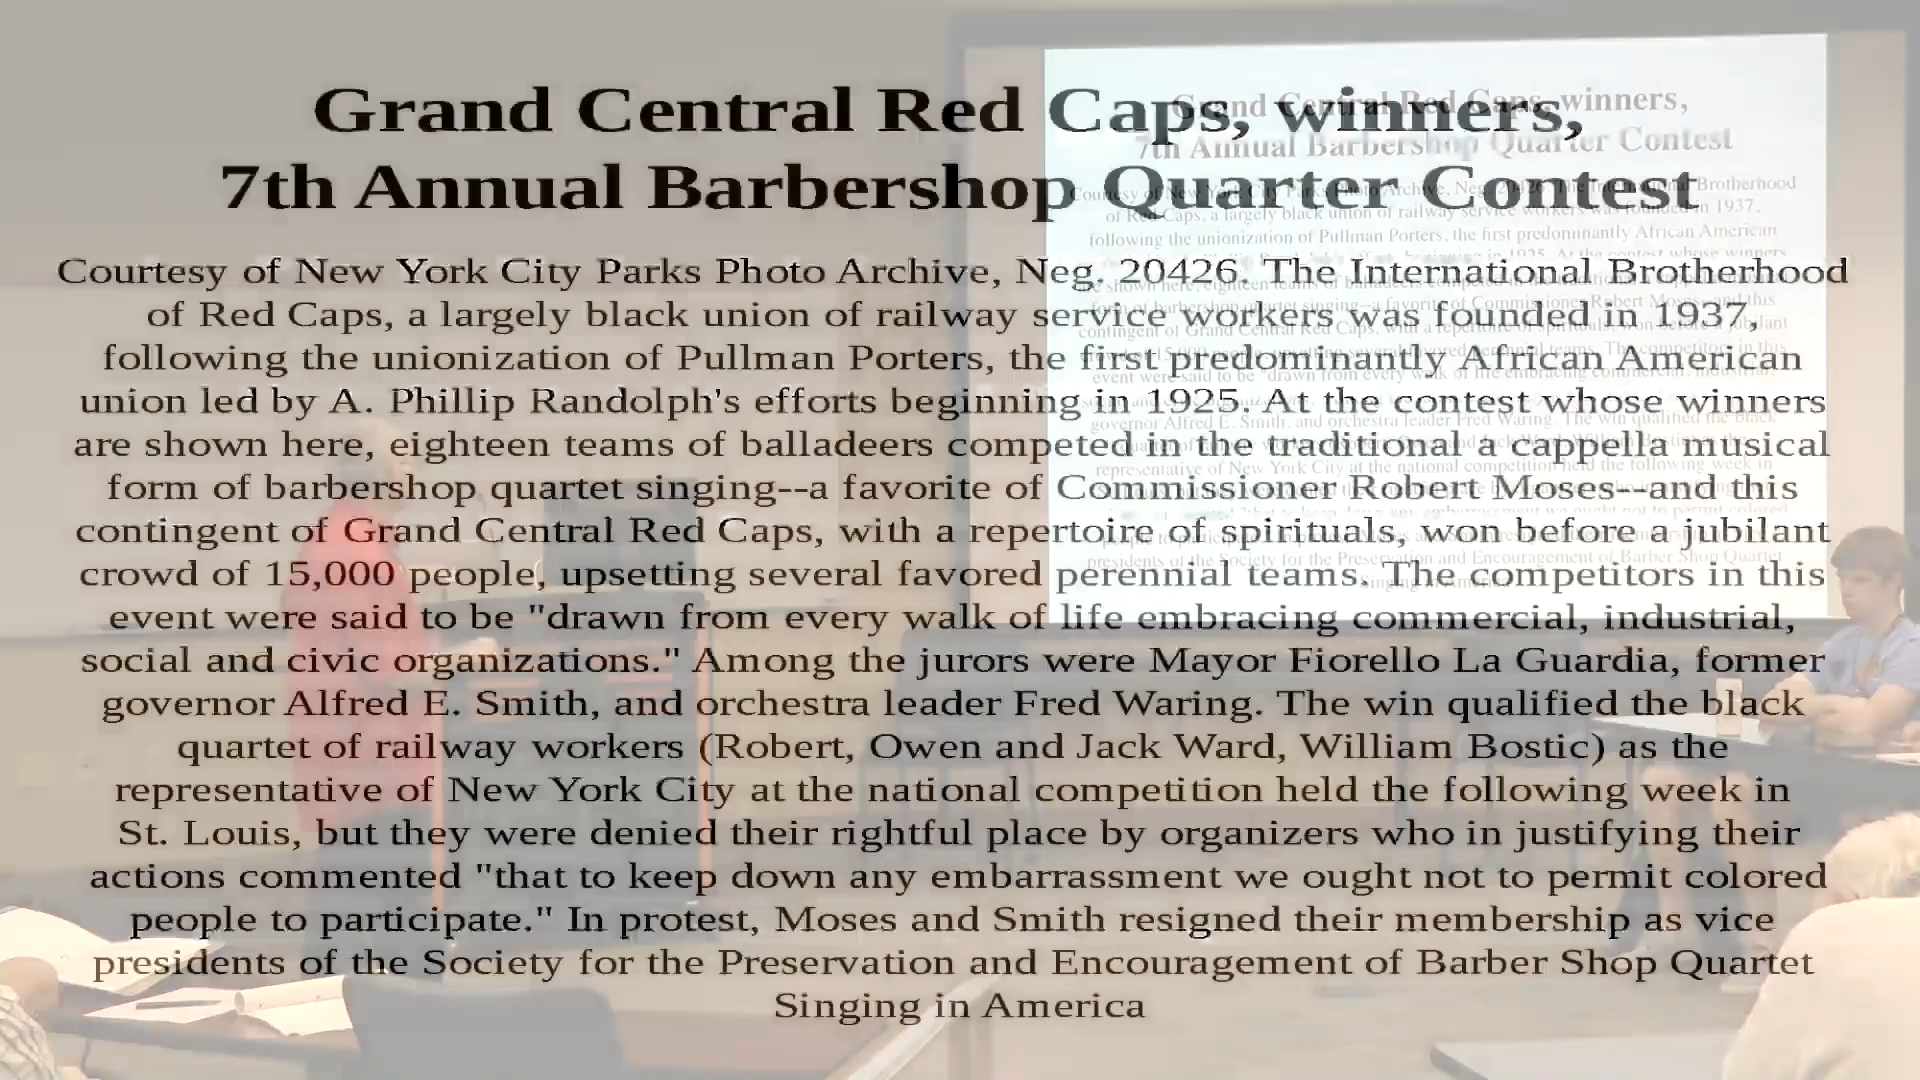 Grand Central Red Caps, winners,
7th Annual Barbershop Quarter Contest
Courtesy of New York City Parks Photo Archive, Neg. 20426. The International Brotherhood
of Red Caps, a largely black union of railway service workers was founded in 1937,
following the unionization of Pullman Porters, the first predominantly African American
union led by A. Phillip Randolph's efforts beginning in 1925. At the contest whose winners
are shown here, eighteen teams of balladeers competed in the traditional a cappella musical
form of barbershop quartet singing--a favorite of Commissioner Robert Moses--and this
contingent of Grand Central Red Caps, with a repertoire of spirituals, won before a jubilant
crowd of 15,000 people, upsetting several favored perennial teams. The competitors in this
event were said to be "drawn from every walk of life embracing commercial, industrial,
social and civic organizations." Among the jurors were Mayor Fiorello La Guardia, former
governor Alfred E. Smith, and orchestra leader Fred Waring. The win qualified the black
quartet of railway workers (Robert, Owen and Jack Ward, William Bostic) as the
representative of New York City at the national competition held the following week in
St. Louis, but they were denied their rightful place by organizers who in justifying their
actions commented "that to keep down any embarrassment we ought not to permit colored
people to participate." In protest, Moses and Smith resigned their membership as vice
presidents of the Society for the Preservation and Encouragement of Barber Shop Quartet
Singing in America